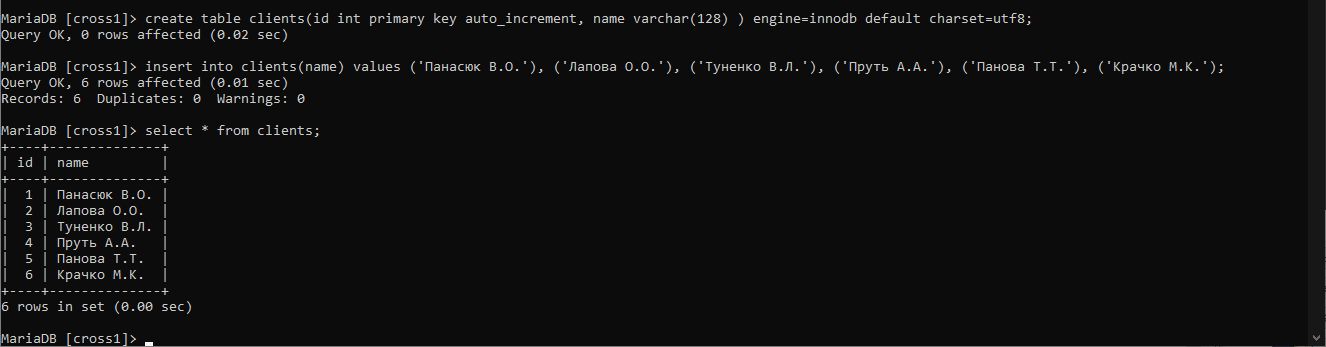 MariaDB [cross1]> create table clients(id int primary key auto_increment, name varchar(128) ) engine=innodb default charset=utf8;
Query OK, 0 rows affected (0.02 sec)
MariaDB [cross1]> insert into clients(name) values ('Панасюк В.О.'), ('Лапова О.О.'), ('Туненко В.Л.'), ('Пруть А.А.'), ('Панова Т.Т.'), ('Крачко М.К.');
Query OK, 6 rows affected (0.01 sec)
Records: 6  Duplicates: 0  Warnings: 0
MariaDB [cross1]> select * from clients;
+----+--------------+
| id | name         |
+----+--------------+
|  1 | Панасюк В.О. |
|  2 | Лапова О.О.  |
|  3 | Туненко В.Л. |
|  4 | Пруть А.А.   |
|  5 | Панова Т.Т.  |
|  6 | Крачко М.К.  |
+----+--------------+
6 rows in set (0.00 sec)
MariaDB [cross1]> _